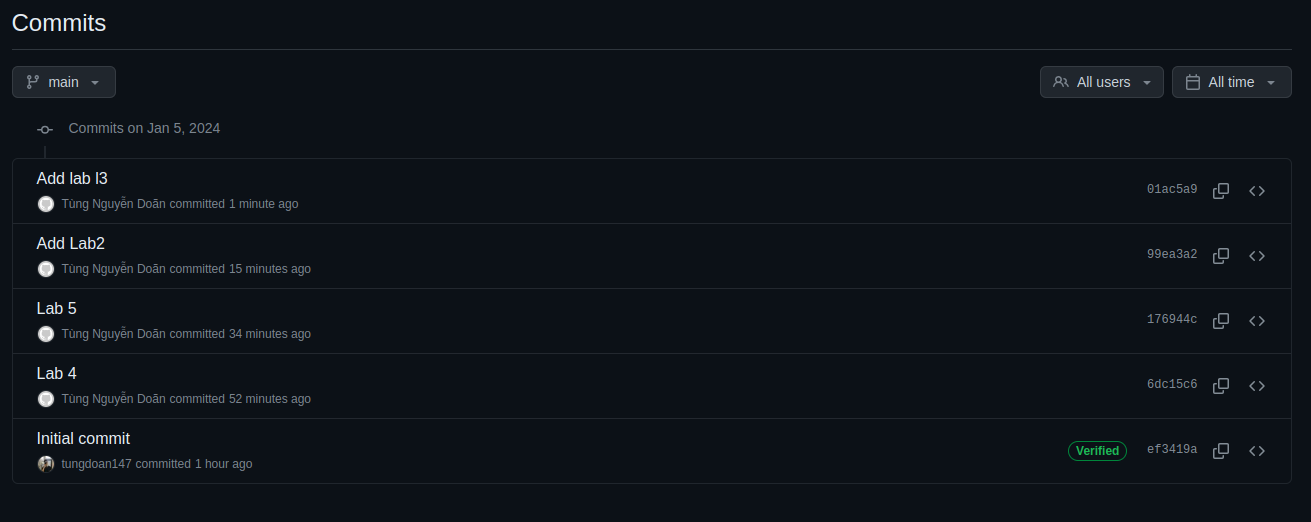 Commits
main
All users
All time
Commits on Jan 5, 2024
Add lab l3
01ac5a9
Tùng Nguyễn Doãn committed 1 minute ago
Add Lab2
99ea3a2
Tùng Nguyễn Doãn committed 15 minutes ago
Lab 5
176944c
Tùng Nguyễn Doãn committed 34 minutes ago
Lab 4
6dc15c6
Tùng Nguyễn Doãn committed 52 minutes ago
Initial commit
Verified
ef3419a
tungdoan147 committed 1 hour ago